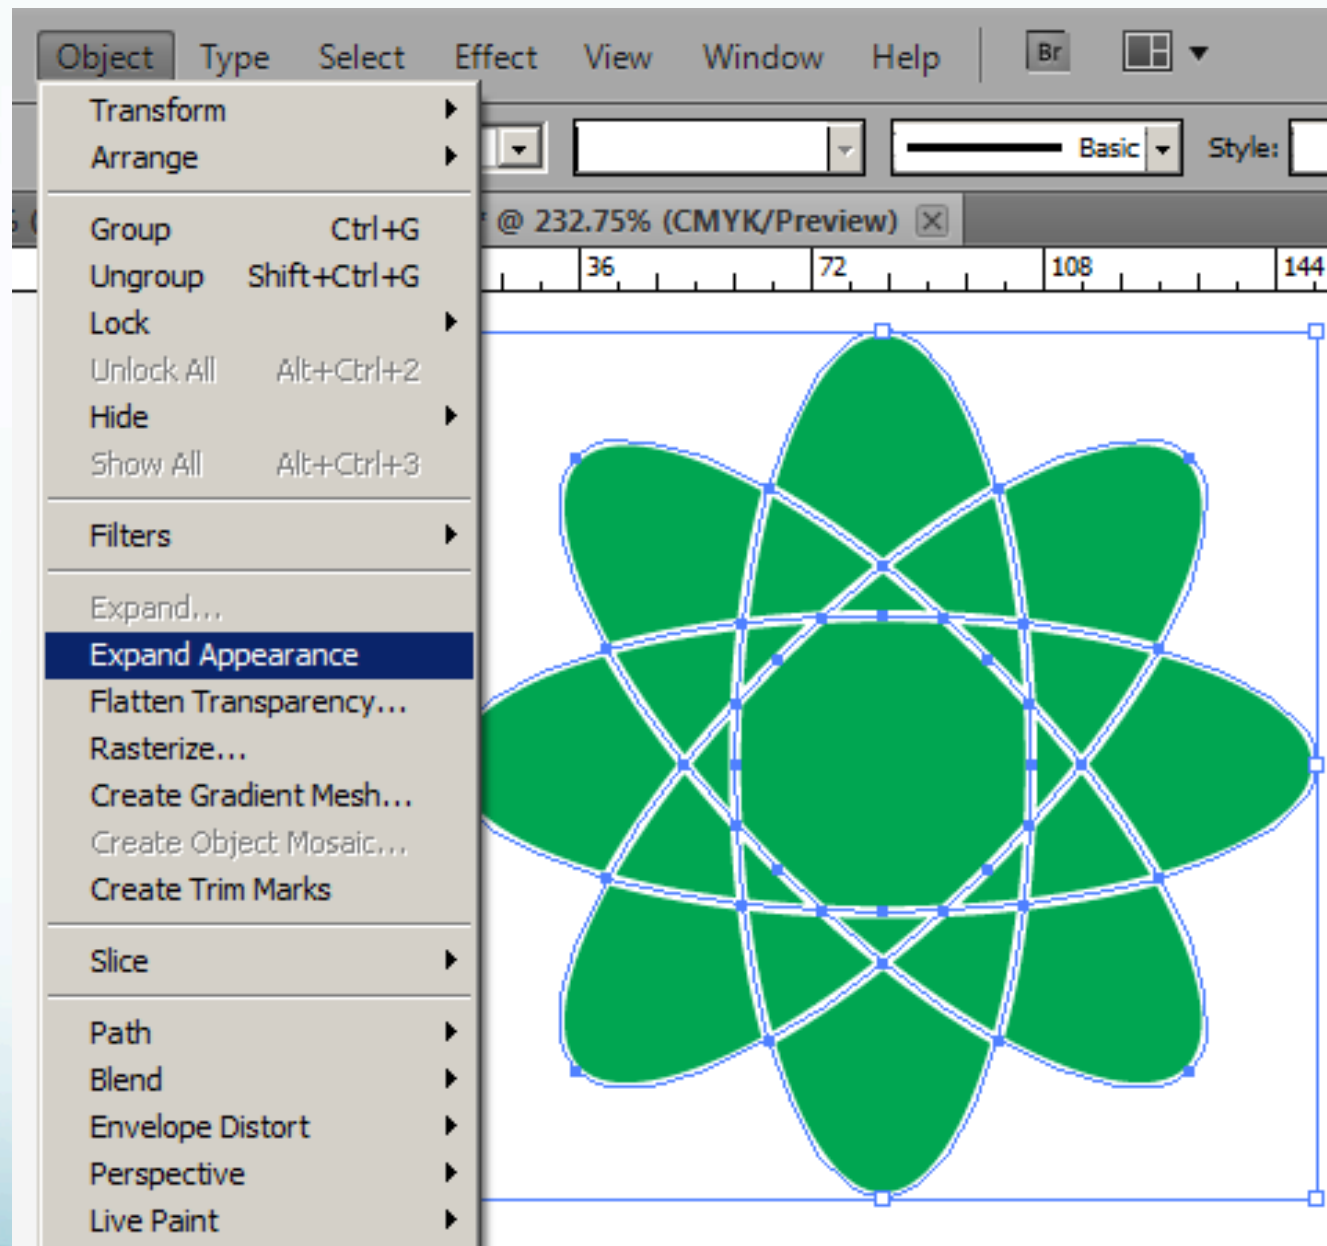 Object Type Select Effect View Window Help Br
Basic Style:
@ 232.75% (CMYK/Preview)
36 72 108 144
Transform
Arrange
Group Ctrl+G
Ungroup Shift+Ctrl+G
Lock
Unlock All Alt+Ctrl+2
Hide
Show All Alt+Ctrl+3
Filters
Expand...
Expand Appearance
Flatten Transparency...
Rasterize...
Create Gradient Mesh...
Create Object Mosaic...
Create Trim Marks
Slice
Path
Blend
Envelope Distort
Perspective
Live Paint